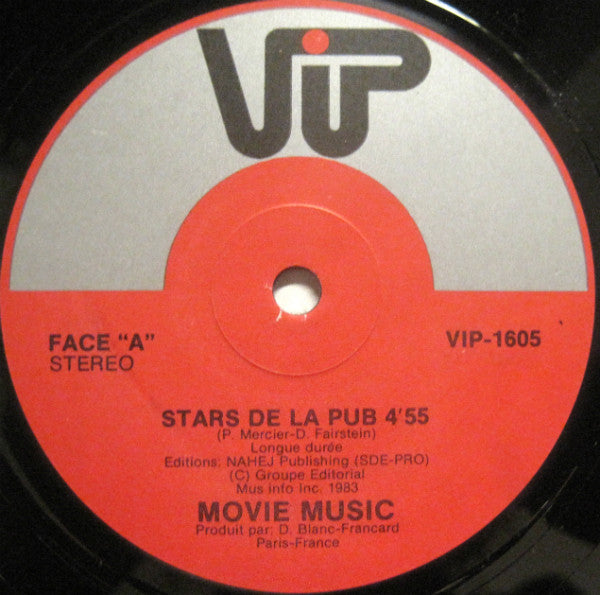 ViP
FACE "A"
STEREO
VIP-1605
STARS DE LA PUB 4'55
(P. Mercier-D. Fairstein)
Longue durée
Editions: NAHEJ Publishing (SDE-PRO)
(C) Groupe Editorial
Mus info inc. 1983
MOVIE MUSIC
Produit par: D. Blanc-Francard
Paris-France